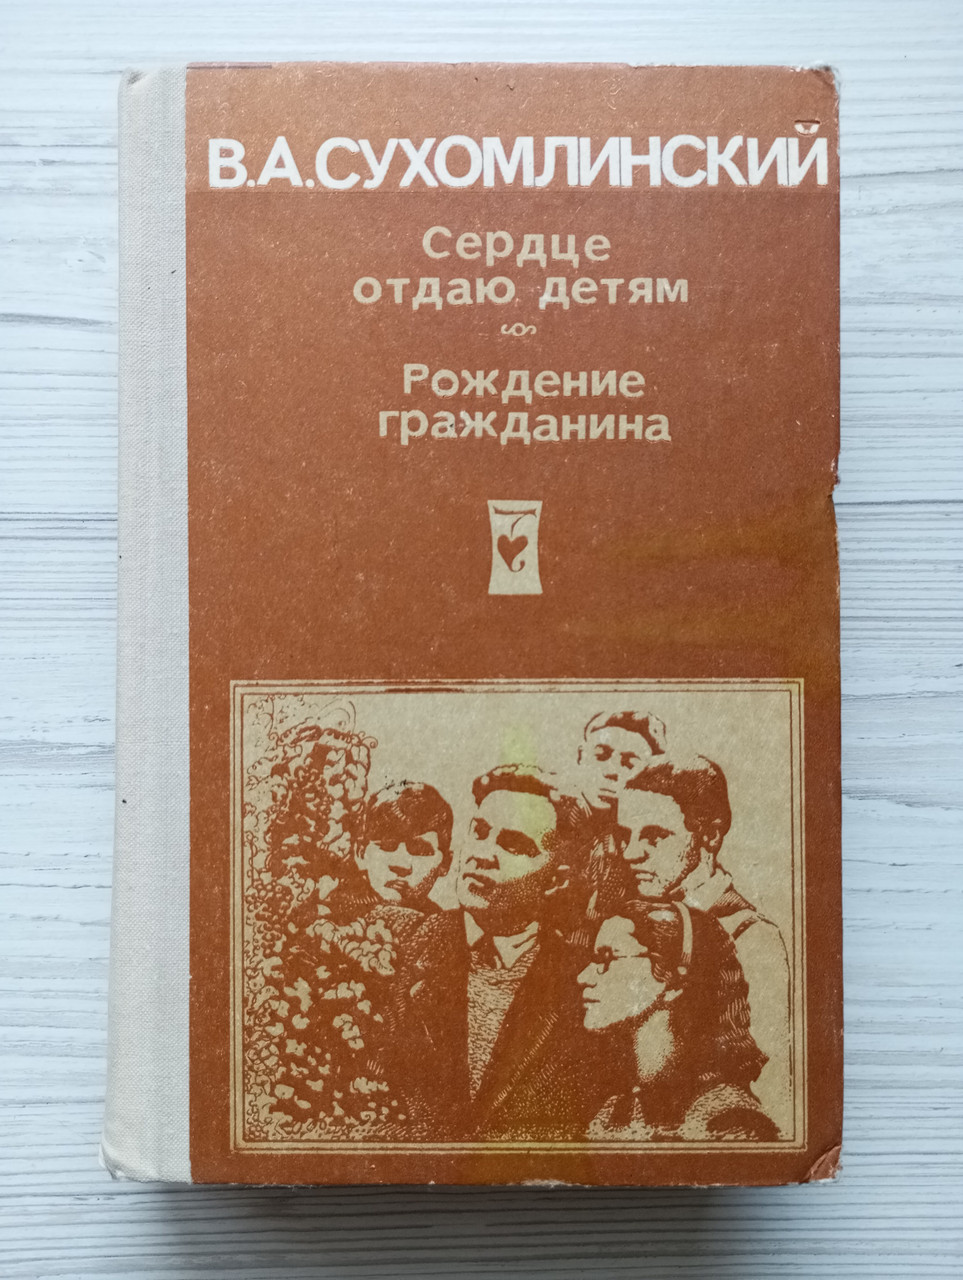 В.А.СУХОМЛИНСКИЙ
Сердце
отдаю детям
Рождение
гражданина